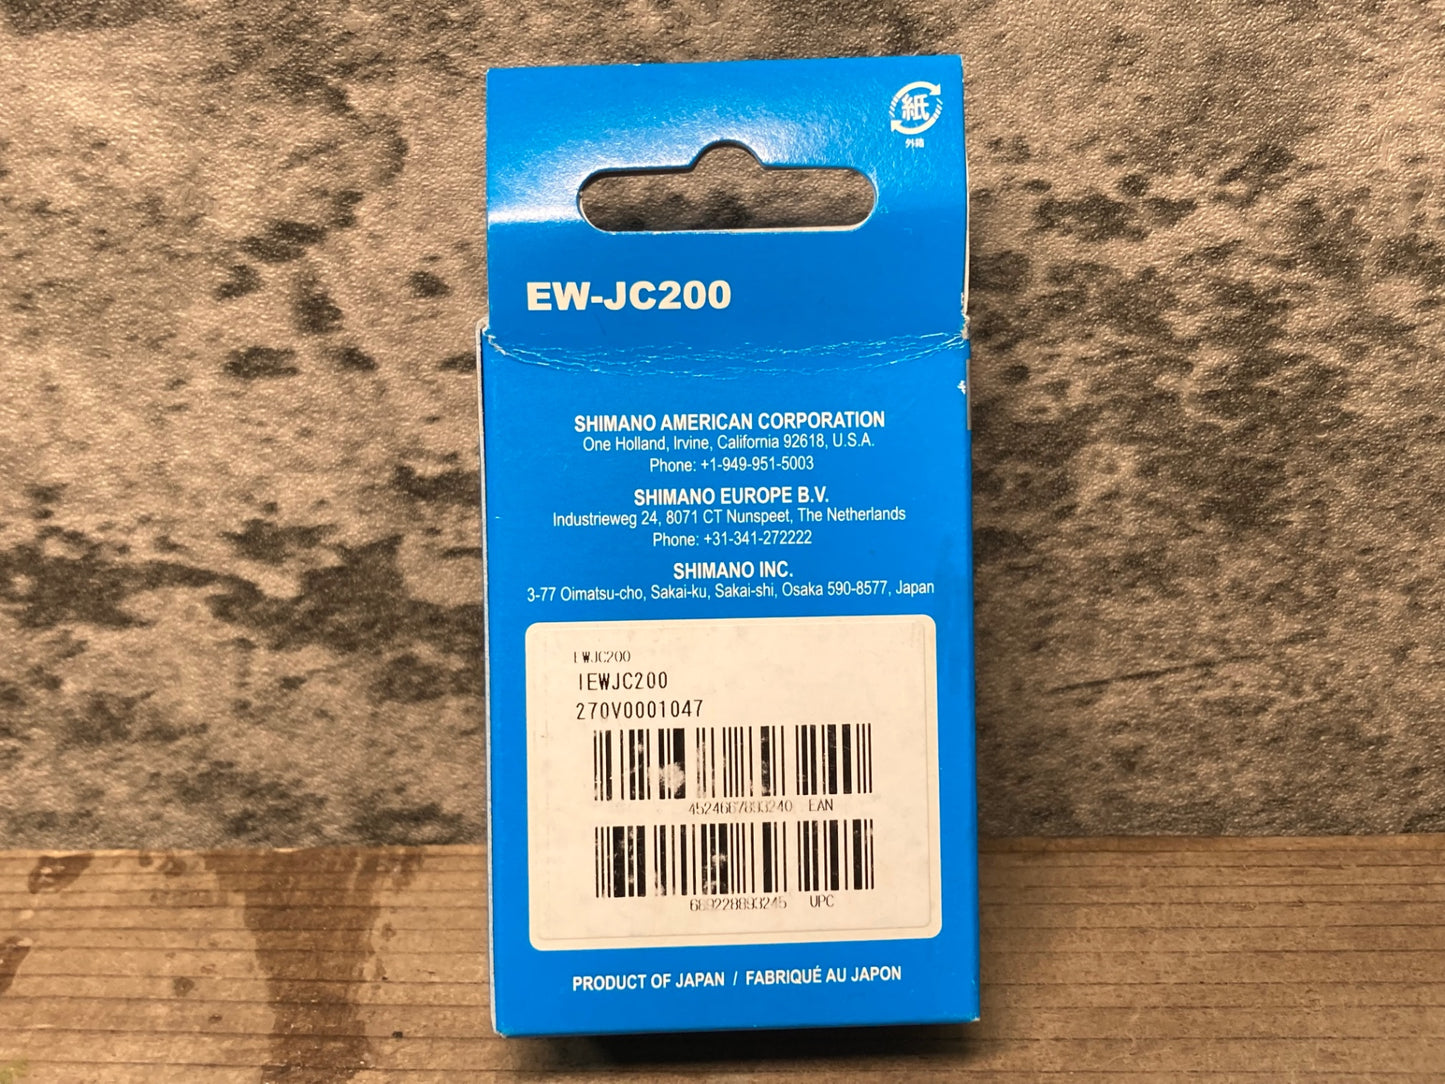 紙
外箱
EW-JC200
SHIMANO AMERICAN CORPORATION
One Holland, Irvine, California 92618, U.S.A.
Phone: +1-949-951-5003
SHIMANO EUROPE B.V.
Industrieweg 24, 8071 CT Nunspeet, The Netherlands
Phone: +31-341-272222
SHIMANO INC.
3-77 Oimatsu-cho, Sakai-ku, Sakai-shi, Osaka 590-8577, Japan
EWJC200
IEWJC200
270V0001047
4524667893240 EAN
689228893245 UPC
PRODUCT OF JAPAN / FABRIQUÉ AU JAPON